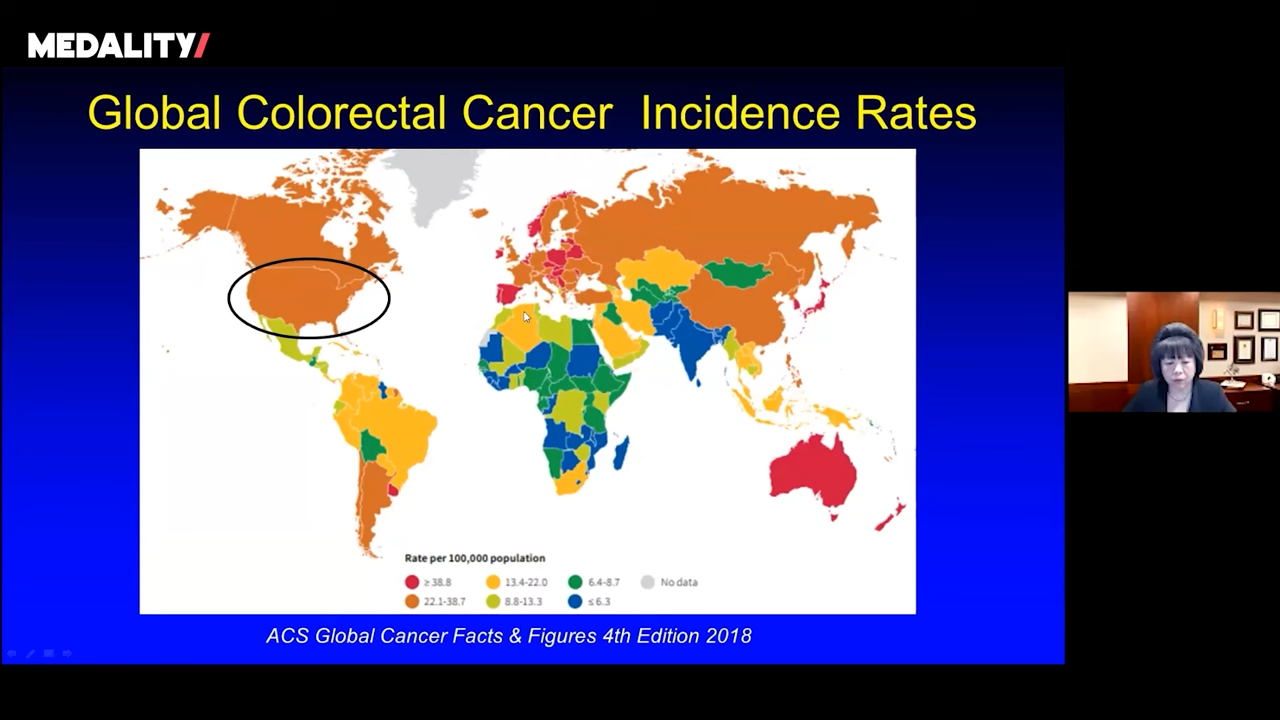 MEDALITY/
Global Colorectal Cancer Incidence Rates
Rate per 100,000 population
≥ 38.8 13.4-22.0 6.4-8.7 No data
22.1-38.7 8.8-13.3 ≤ 6.3
ACS Global Cancer Facts & Figures 4th Edition 2018